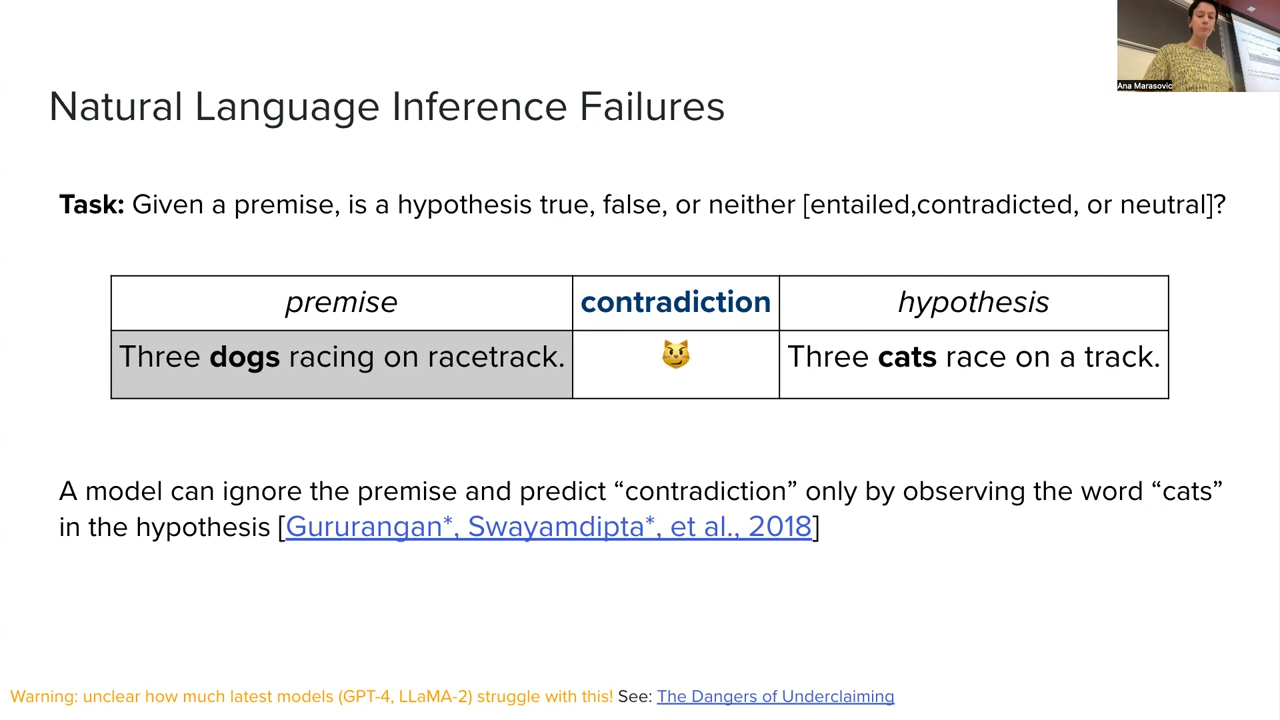 Ana Marasovic
Natural Language Inference Failures
Task: Given a premise, is a hypothesis true, false, or neither [entailed,contradicted, or neutral]?
premise contradiction hypothesis
Three dogs racing on racetrack. 😼 Three cats race on a track.
A model can ignore the premise and predict “contradiction” only by observing the word “cats”
in the hypothesis [Gururangan*, Swayamdipta*, et al., 2018]
Warning: unclear how much latest models (GPT-4, LLaMA-2) struggle with this! See: The Dangers of Underclaiming